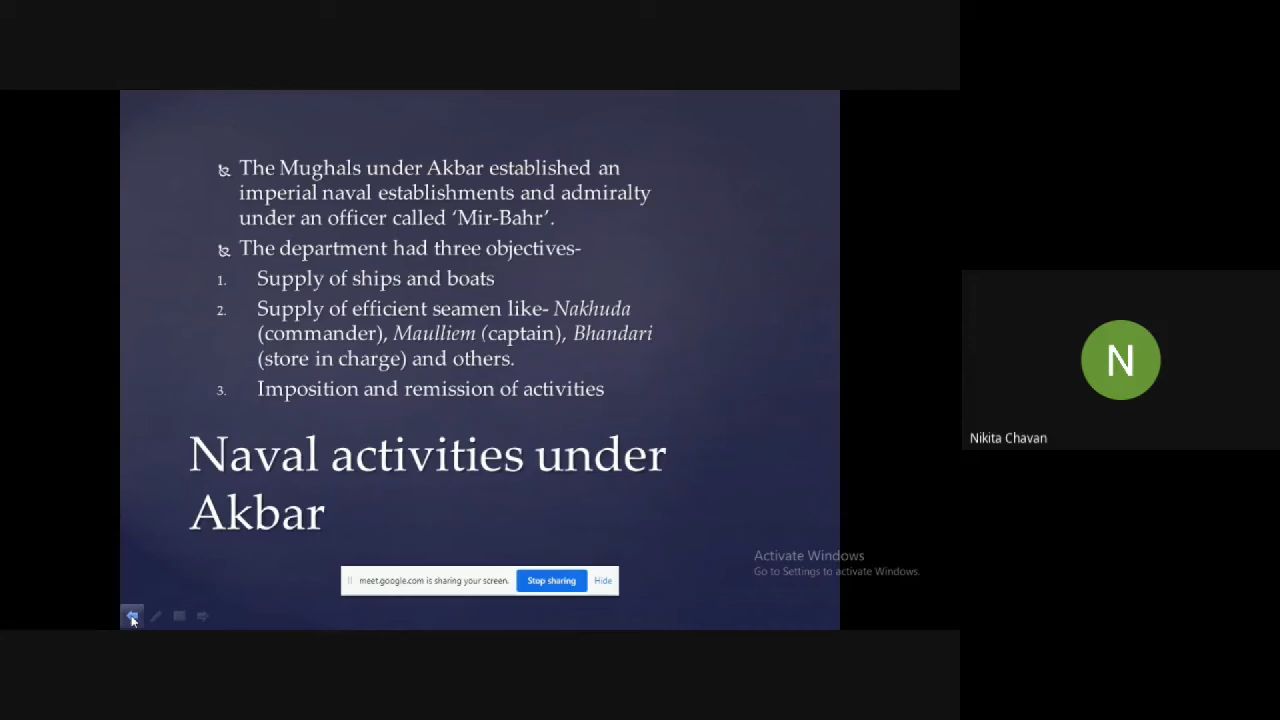 The Mughals under Akbar established an
imperial naval establishments and admiralty
under an officer called ‘Mir-Bahr’.
The department had three objectives-
1. Supply of ships and boats
2. Supply of efficient seamen like- Nakhuda
(commander), Maulliem (captain), Bhandari
(store in charge) and others.
3. Imposition and remission of activities
Naval activities under
Akbar
meet.google.com is sharing your screen. Stop sharing Hide
Activate Windows
Go to Settings to activate Windows.
N
Nikita Chavan